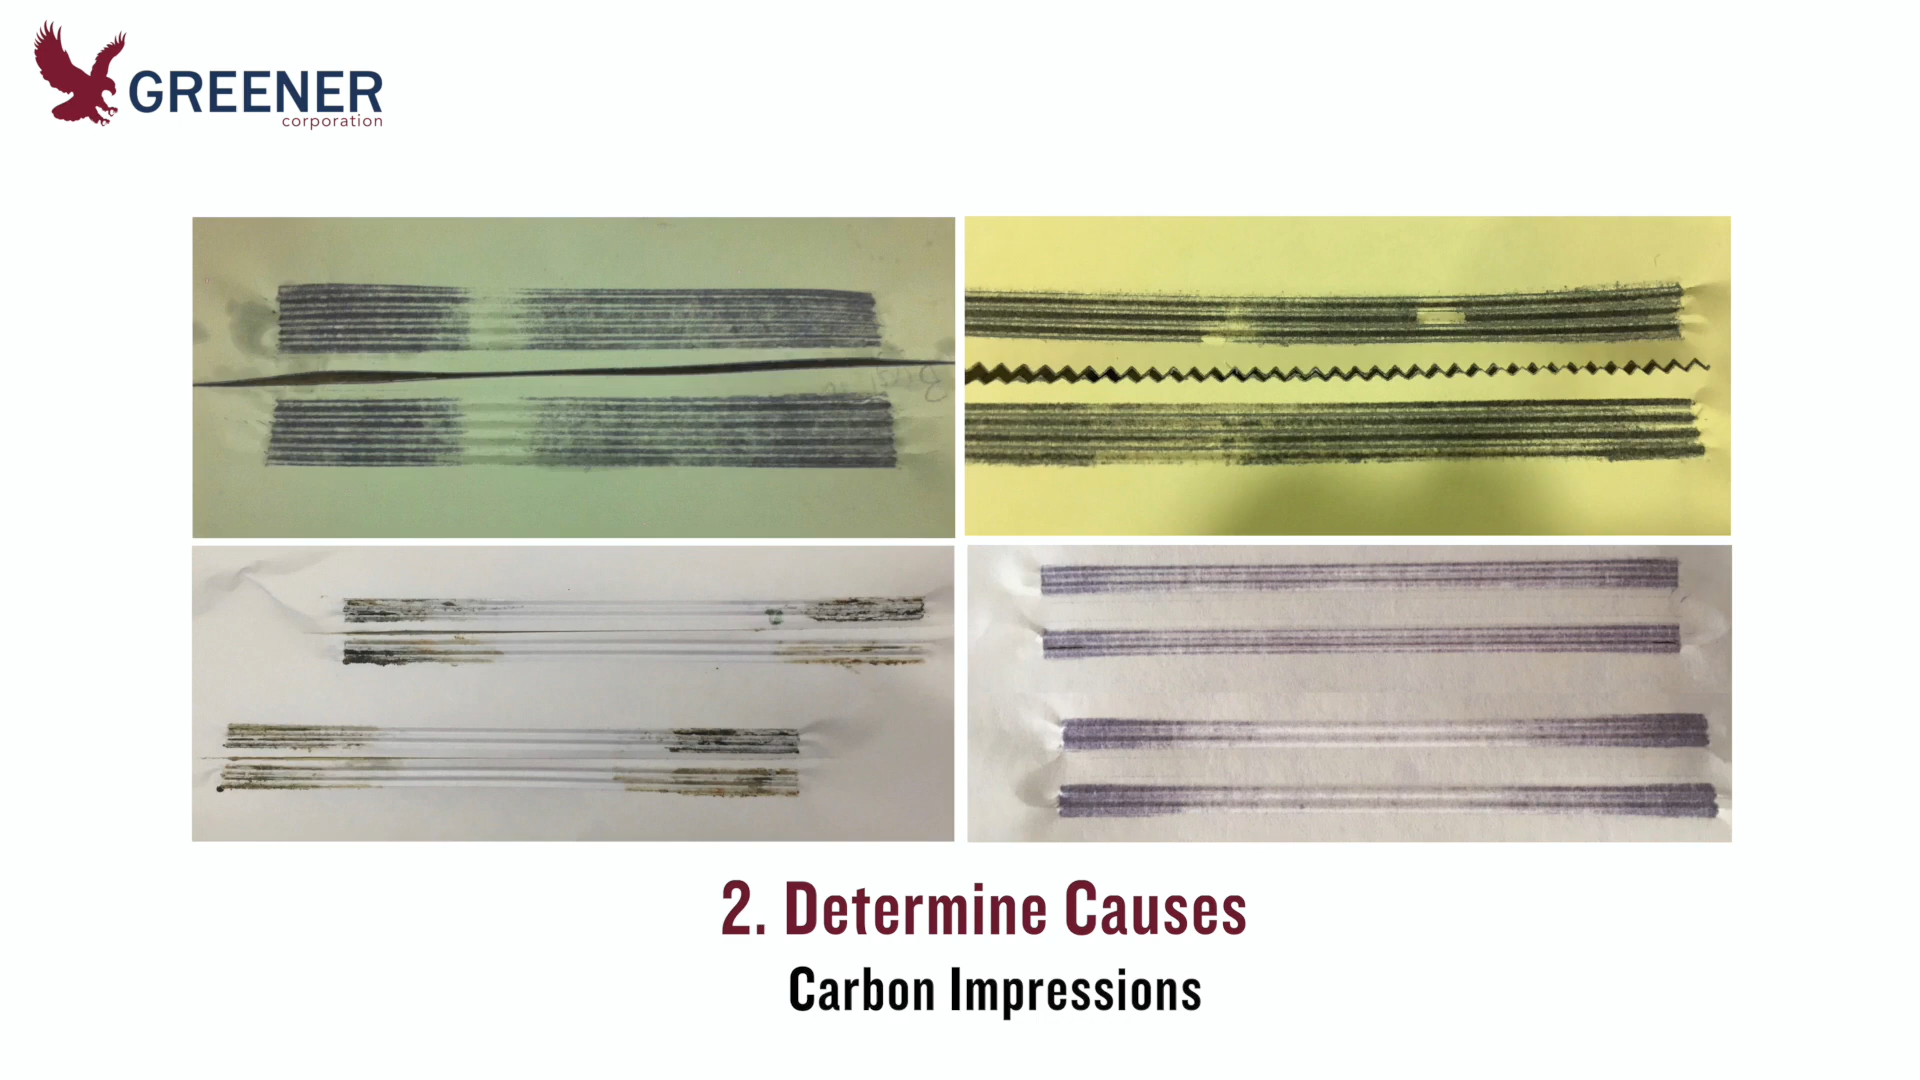 GREENER
corporation
2. Determine Causes
Carbon Impressions